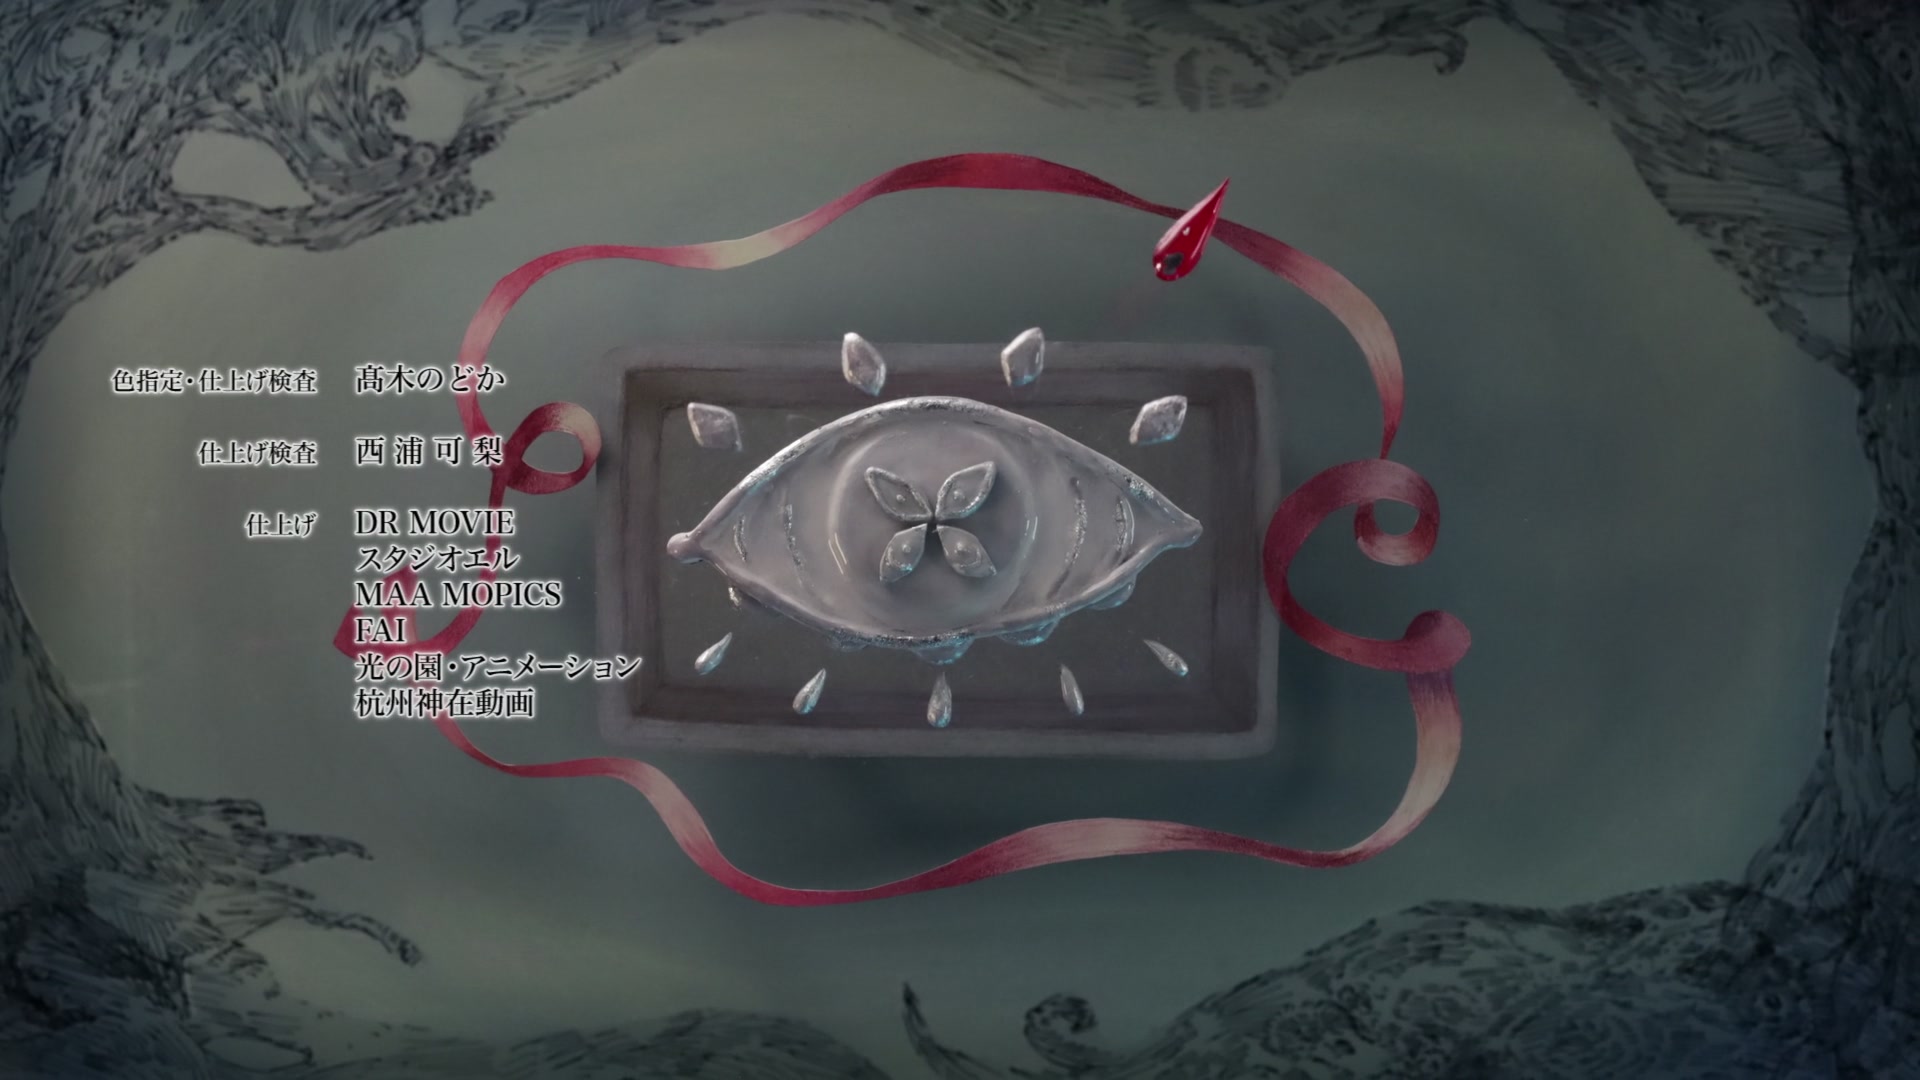 色指定・仕上げ検査 髙木のどか
仕上げ検査 西浦可梨
仕上げ DR MOVIE
スタジオエル
MAA MOPICS
FAI
光の園・アニメーション
杭州神在動画